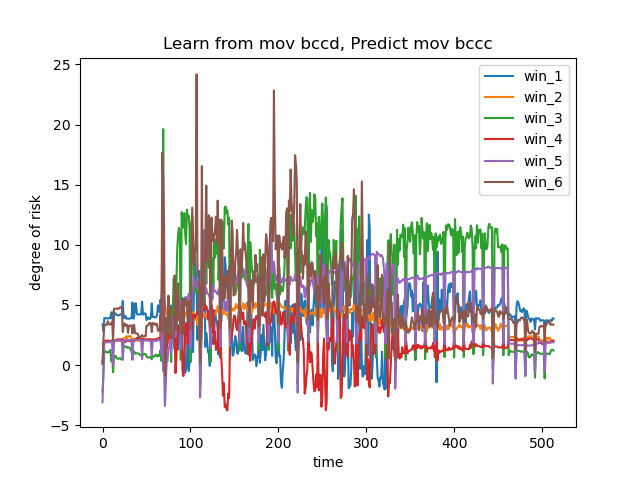 Learn from mov bccd, Predict mov bccc
degree of risk
25
20
15
10
5
0
−5
0 100 200 300 400 500
time
win_1
win_2
win_3
win_4
win_5
win_6